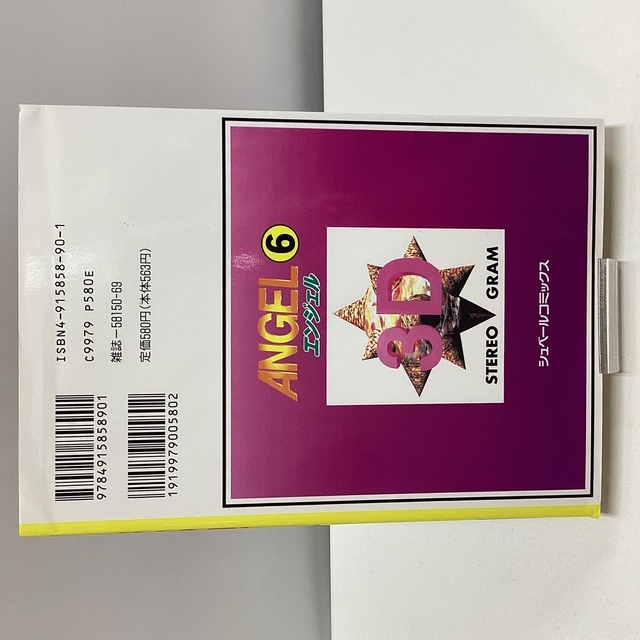 ISBN4-915858-90-1
C9979 P580E
雑誌-58150-69
定価580円(本体563円)
9784915858901
1919979005802
ANGEL 6
エンジェル
3D
STEREO GRAM
シュベールコミックス